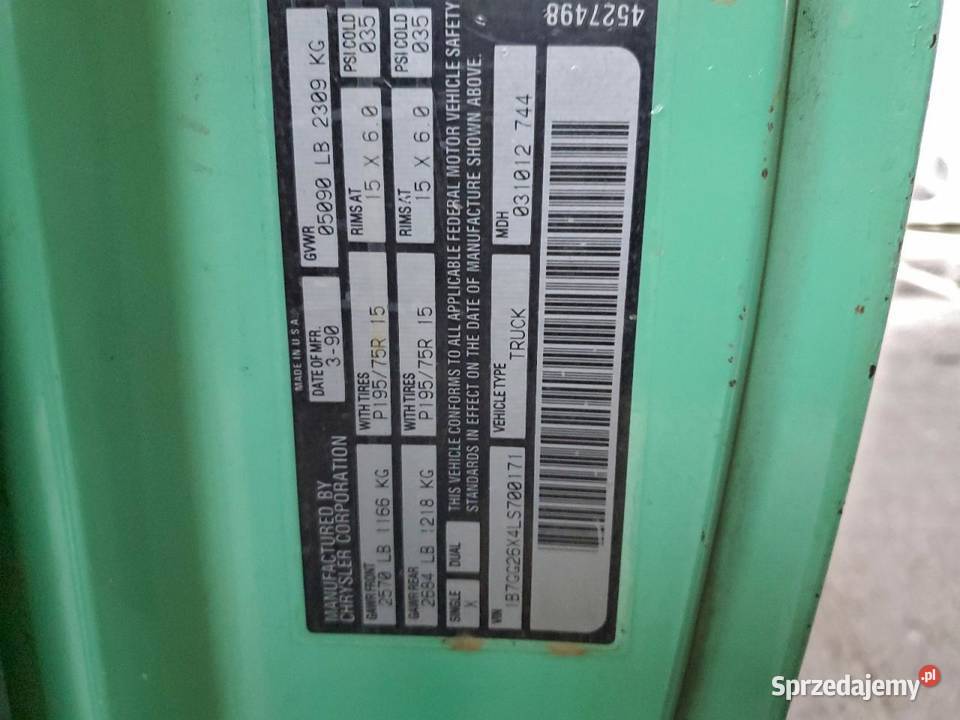 MADE IN U.S.A.
MANUFACTURED BY
CHRYSLER CORPORATION
DATE OF MFR.
3-90
GVWR
05090 LB 2309 KG
GAWR FRONT
2570 LB 1166 KG
WITH TIRES
P195/75R 15
RIMS AT
15 X 6.0
PSI COLD
035
GAWR REAR
2684 LB 1218 KG
WITH TIRES
P195/75R 15
RIMS AT
15 X 6.0
PSI COLD
035
SINGLE
X
DUAL
THIS VEHICLE CONFORMS TO ALL APPLICABLE FEDERAL MOTOR VEHICLE SAFETY
STANDARDS IN EFFECT ON THE DATE OF MANUFACTURE SHOWN ABOVE.
VIN
1B7GG26X4LS700171
VEHICLE TYPE
TRUCK
MDH
031012 744
4527498
Sprzedajemy.pl